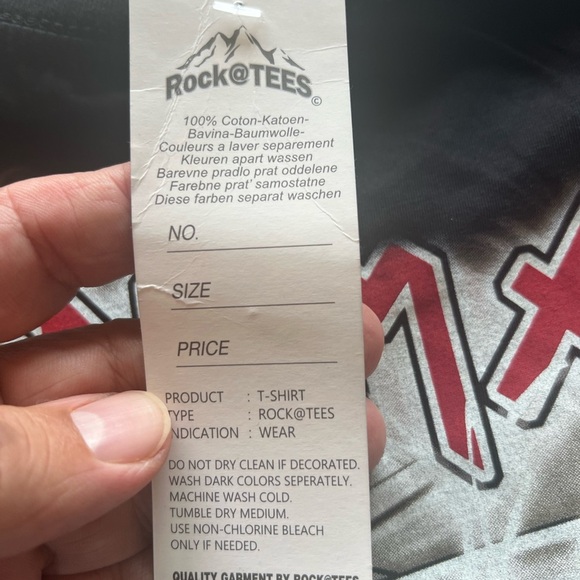 Rock@TEES
©
100% Coton-Katoen-
Bavina-Baumwolle-
Couleurs a laver separement
Kleuren apart wassen
Barevne pradlo prat oddelene
Farebne prat' samostatne
Diese farben separat waschen
NO.
SIZE
PRICE
PRODUCT : T-SHIRT
TYPE : ROCK@TEES
INDICATION : WEAR
DO NOT DRY CLEAN IF DECORATED.
WASH DARK COLORS SEPERATELY.
MACHINE WASH COLD.
TUMBLE DRY MEDIUM.
USE NON-CHLORINE BLEACH
ONLY IF NEEDED.
QUALITY GARMENT BY ROCK@TEES